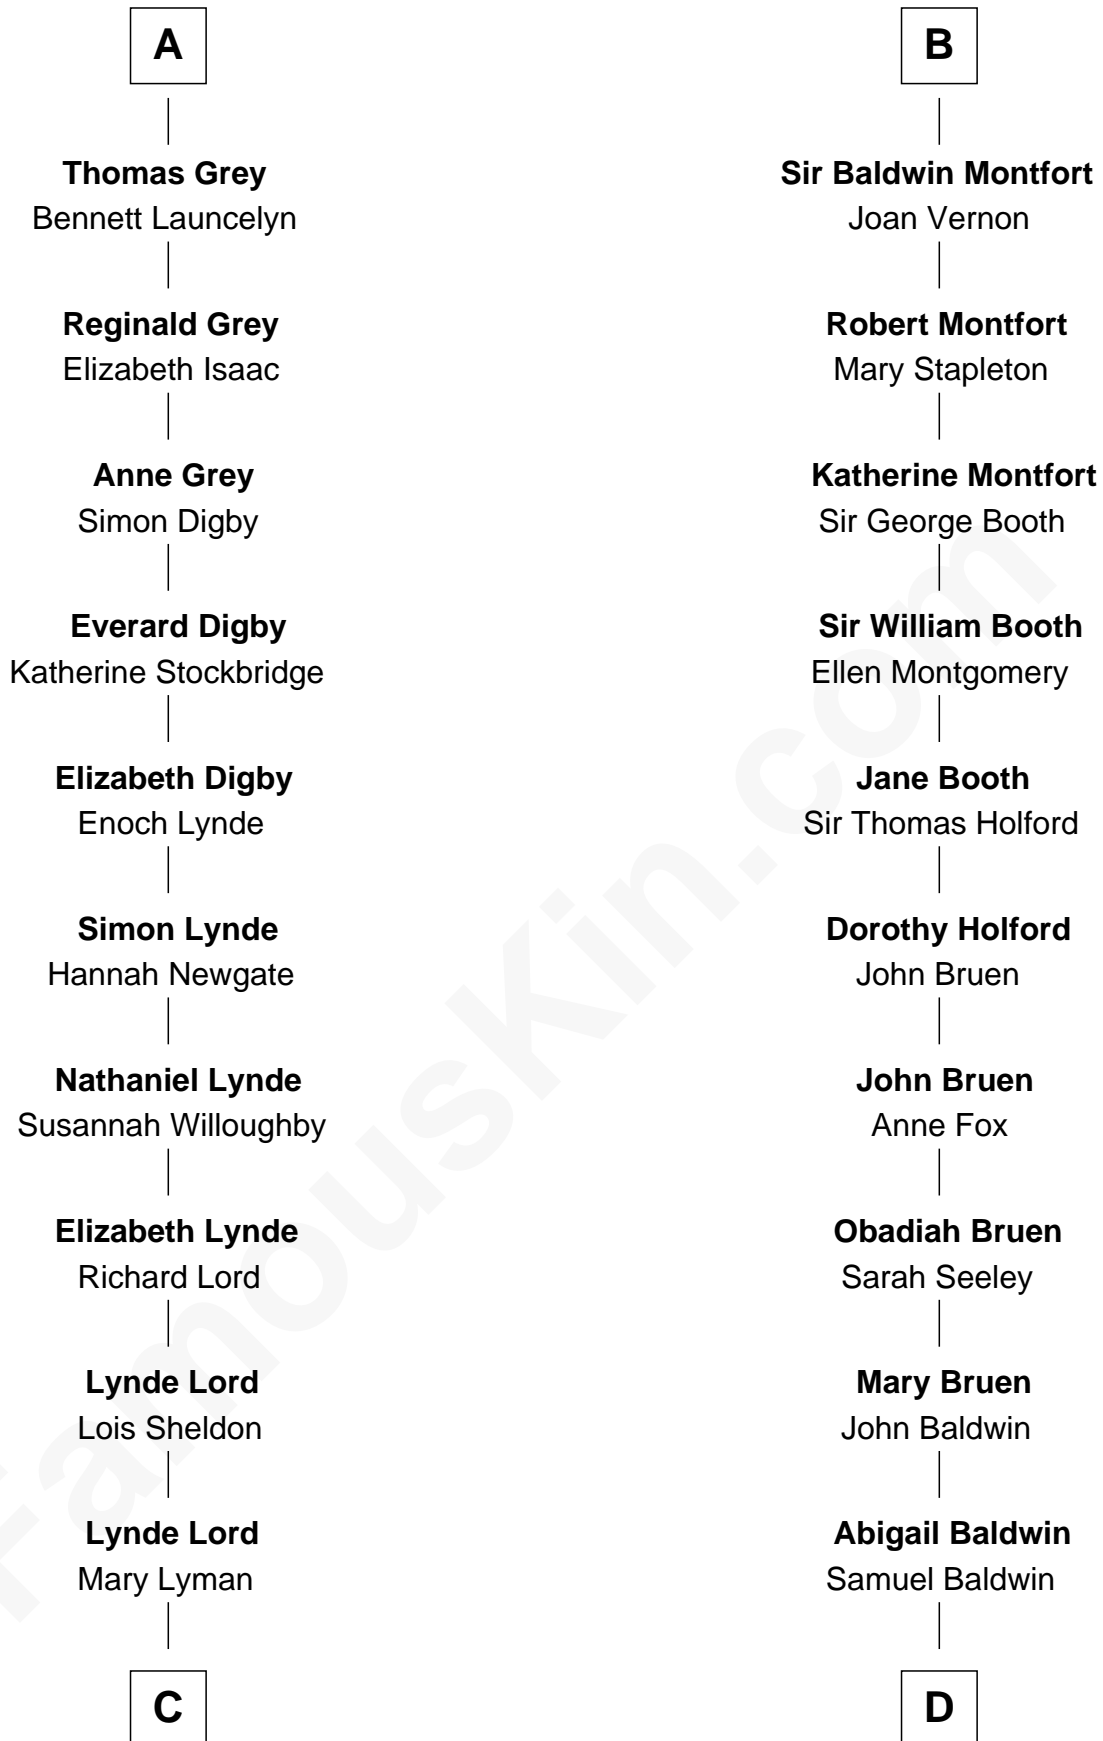 A
Thomas Grey
Bennett Launcelyn
Reginald Grey
Elizabeth Isaac
Anne Grey
Simon Digby
Everard Digby
Katherine Stockbridge
Elizabeth Digby
Enoch Lynde
Simon Lynde
Hannah Newgate
Nathaniel Lynde
Susannah Willoughby
Elizabeth Lynde
Richard Lord
Lynde Lord
Lois Sheldon
Lynde Lord
Mary Lyman
C
B
Sir Baldwin Montfort
Joan Vernon
Robert Montfort
Mary Stapleton
Katherine Montfort
Sir George Booth
Sir William Booth
Ellen Montgomery
Jane Booth
Sir Thomas Holford
Dorothy Holford
John Bruen
John Bruen
Anne Fox
Obadiah Bruen
Sarah Seeley
Mary Bruen
John Baldwin
Abigail Baldwin
Samuel Baldwin
D
FamousKin.com